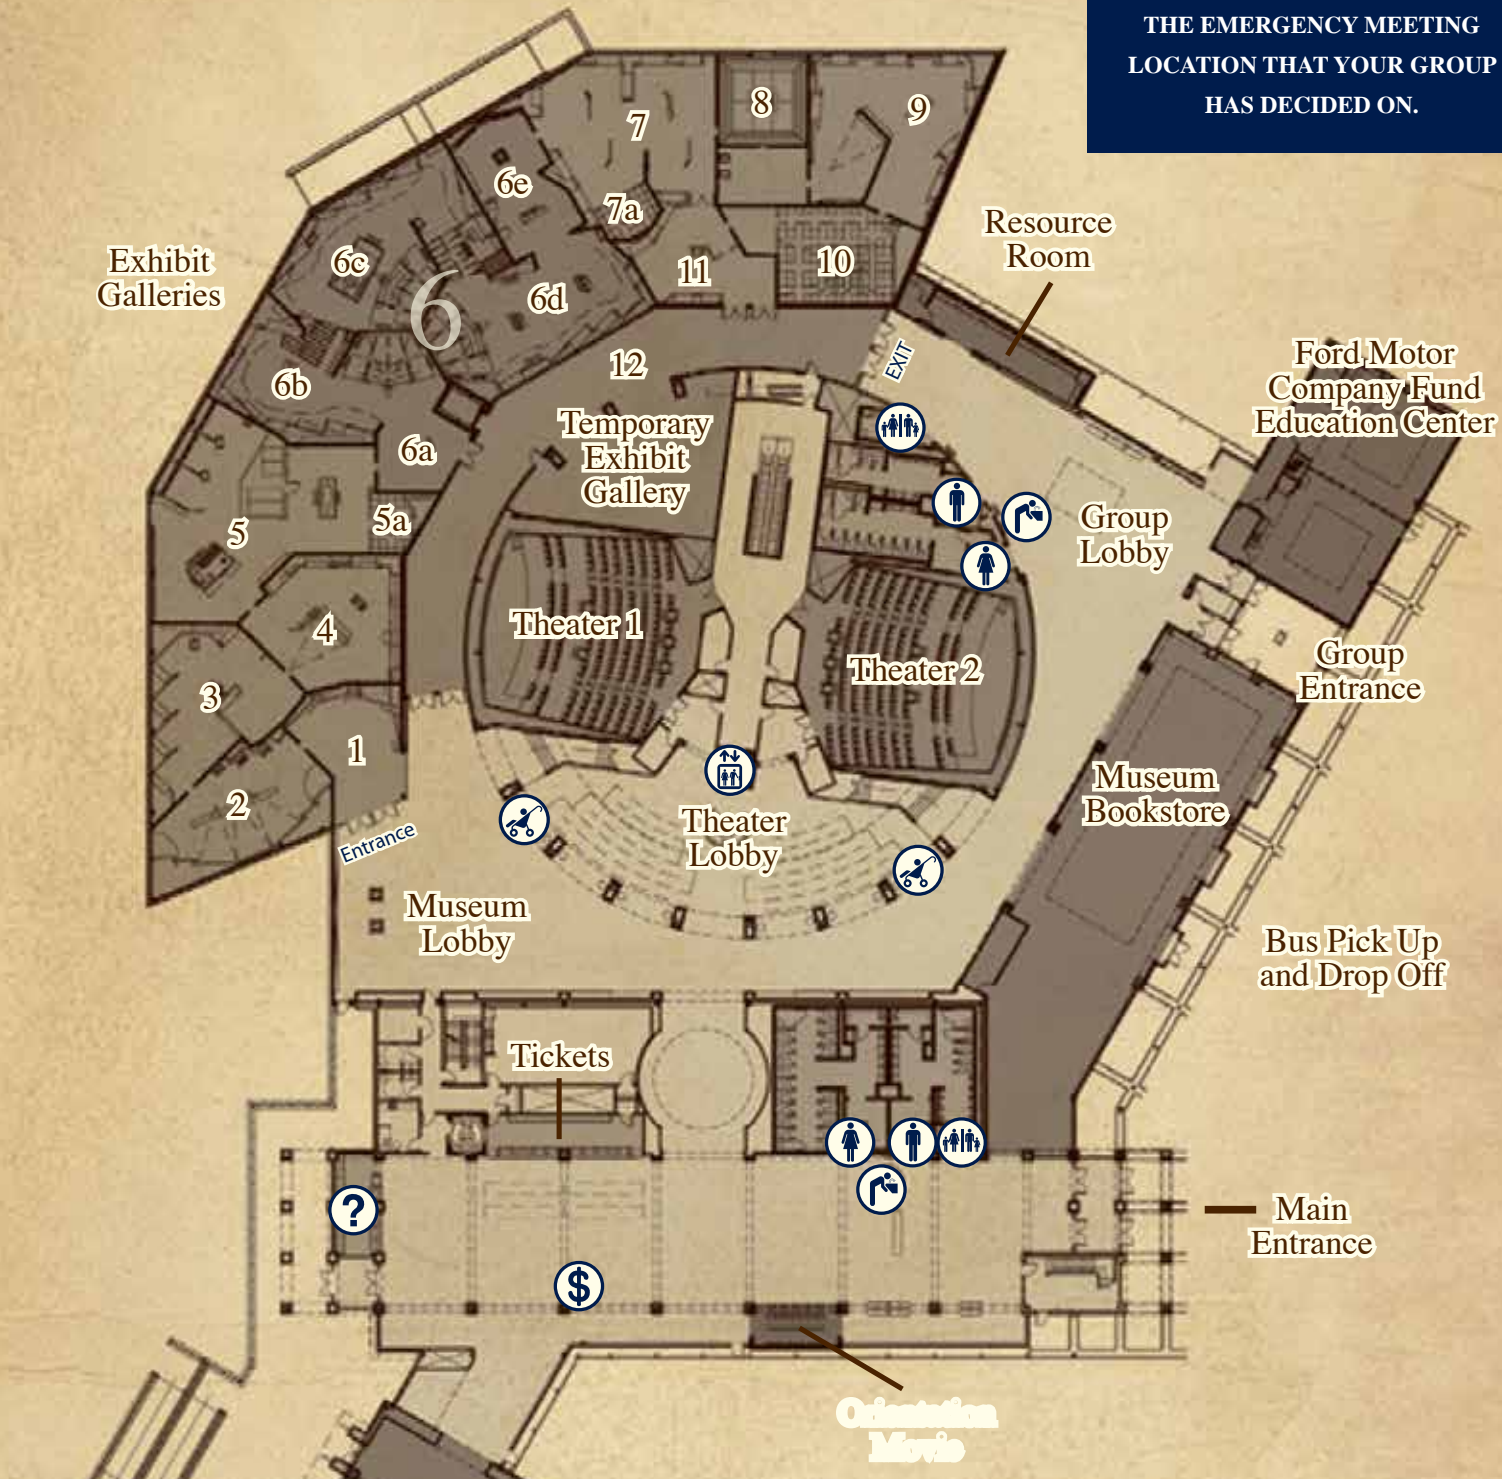 THE EMERGENCY MEETING
LOCATION THAT YOUR GROUP
HAS DECIDED ON.
8
9
7
6e
7a
Resource
Room
Exhibit
Galleries
6c
11
10
6
6d
EXIT
12
Ford Motor
Company Fund
Education Center
6b
Temporary
Exhibit
Gallery
6a
5
5a
Group
Lobby
Theater 1
4
Theater 2
Group
Entrance
3
1
2
Museum
Bookstore
Entrance
Theater
Lobby
Museum
Lobby
Bus Pick Up
and Drop Off
Tickets
?
Main
Entrance
$
Orientation
Movie